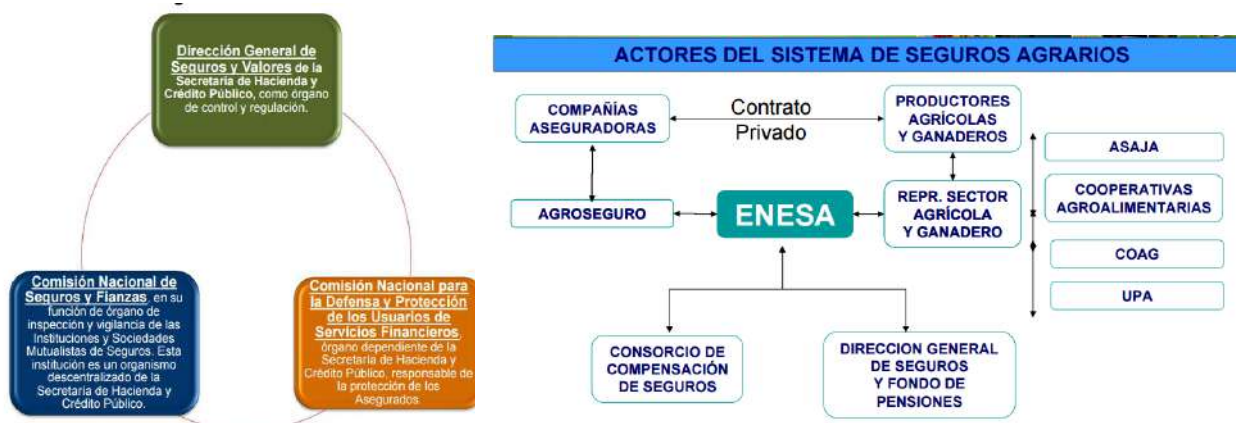 Dirección General de
Seguros y Valores de la
Secretaría de Hacienda y
Crédito Público, como órgano
de control y regulación.
Comisión Nacional de
Seguros y Fianzas, en su
función de órgano de
inspección y vigilancia de las
Instituciones y Sociedades
Mutualistas de Seguros. Esta
institución es un organismo
descentralizado de la
Secretaría de Hacienda y
Crédito Público.
Comisión Nacional para
la Defensa y Protección
de los Usuarios de
Servicios Financieros,
órgano dependiente de la
Secretaría de Hacienda y
Crédito Público, responsable de
la protección de los
Asegurados
ACTORES DEL SISTEMA DE SEGUROS AGRARIOS
COMPAÑÍAS
ASEGURADORAS
Contrato
Privado
PRODUCTORES
AGRÍCOLAS
Y GANADEROS
AGROSEGURO
ENESA
REPR. SECTOR
AGRÍCOLA
Y GANADERO
ASAJA
COOPERATIVAS
AGROALIMENTARIAS
COAG
UPA
CONSORCIO DE
COMPENSACIÓN
DE SEGUROS
DIRECCION GENERAL
DE SEGUROS
Y FONDO DE
PENSIONES